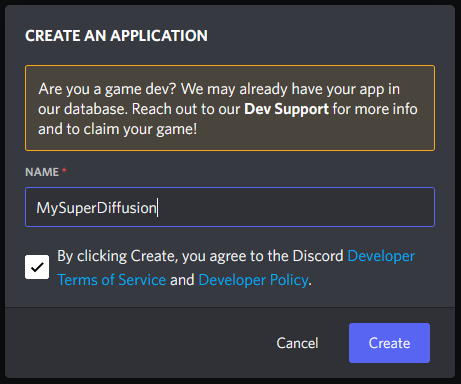 CREATE AN APPLICATION
Are you a game dev? We may already have your app in
our database. Reach out to our Dev Support for more info
and to claim your game!
NAME *
MySuperDiffusion
By clicking Create, you agree to the Discord Developer
Terms of Service and Developer Policy.
Cancel
Create